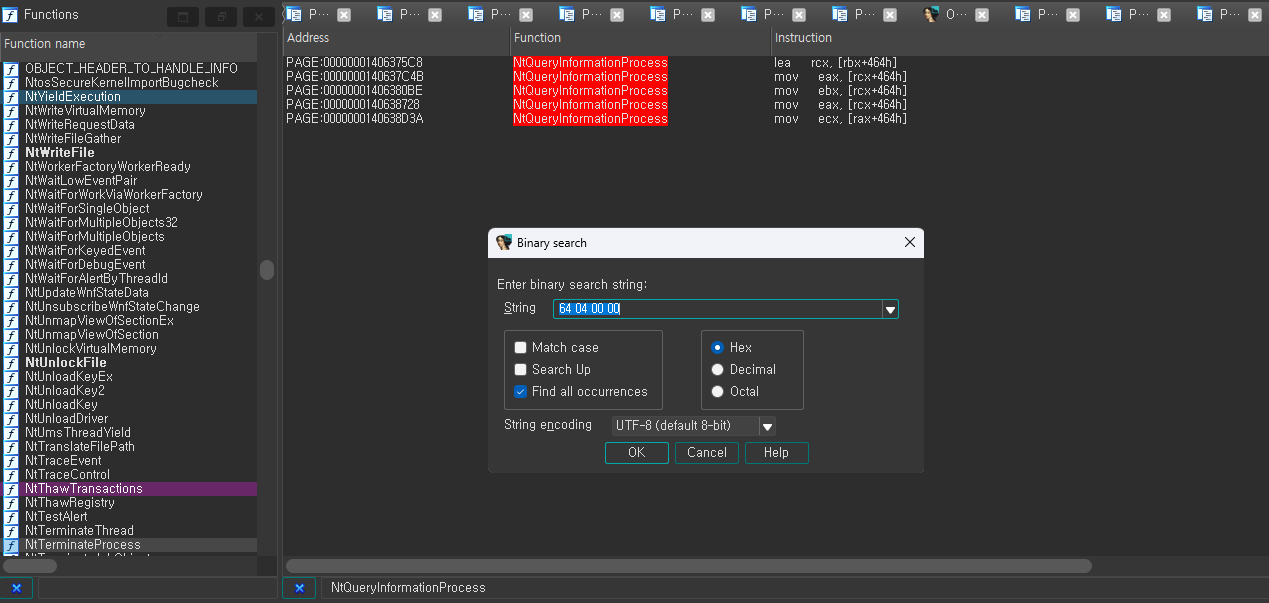 Functions
Function name
OBJECT_HEADER_TO_HANDLE_INFO
NtosSecureKernelImportBugcheck
NtYieldExecution
NtWriteVirtualMemory
NtWriteRequestData
NtWriteFileGather
NtWriteFile
NtWorkerFactoryWorkerReady
NtWaitLowEventPair
NtWaitForWorkViaWorkerFactory
NtWaitForSingleObject
NtWaitForMultipleObjects32
NtWaitForMultipleObjects
NtWaitForKeyedEvent
NtWaitForDebugEvent
NtWaitForAlertByThreadId
NtUpdateWnfStateData
NtUnsubscribeWnfStateChange
NtUnmapViewOfSectionEx
NtUnmapViewOfSection
NtUnlockVirtualMemory
NtUnlockFile
NtUnloadKeyEx
NtUnloadKey2
NtUnloadKey
NtUnloadDriver
NtUmsThreadYield
NtTranslateFilePath
NtTraceEvent
NtTraceControl
NtThawTransactions
NtThawRegistry
NtTestAlert
NtTerminateThread
NtTerminateProcess
P··· P··· P··· P··· P··· P··· P··· O··· P··· P··· P···
Address Function Instruction
PAGE:00000001406375C8 NtQueryInformationProcess lea rcx, [rbx+464h]
PAGE:0000000140637C4B NtQueryInformationProcess mov eax, [rcx+464h]
PAGE:00000001406380BE NtQueryInformationProcess mov ebx, [rcx+464h]
PAGE:0000000140638728 NtQueryInformationProcess mov eax, [rcx+464h]
PAGE:0000000140638D3A NtQueryInformationProcess mov ecx, [rax+464h]
Binary search
Enter binary search string:
String 64 04 00 00
Match case
Search Up
Find all occurrences
Hex
Decimal
Octal
String encoding UTF-8 (default 8-bit)
OK Cancel Help
NtQueryInformationProcess